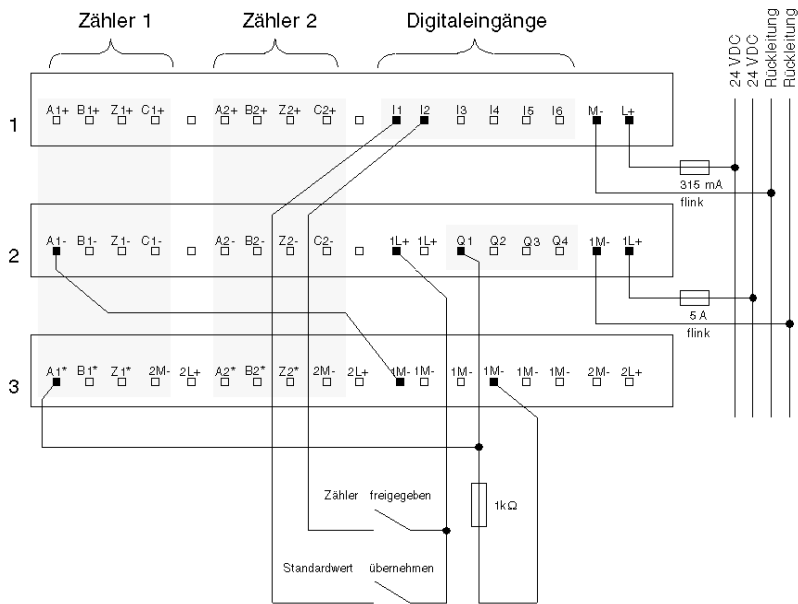 Zähler 1 Zähler 2 Digitaleingänge
24 VDC
24 VDC
Rückleitung
Rückleitung
A1+ B1+ Z1+ C1+ A2+ B2+ Z2+ C2+ I1 I2 I3 I4 I5 I6 M- L+
1
315 mA
flink
A1- B1- Z1- C1- A2- B2- Z2- C2- 1L+ 1L+ Q1 Q2 Q3 Q4 1M- 1L+
2
5 A
flink
A1* B1* Z1* 2M- 2L+ A2* B2* Z2* 2M- 2L+ 1M- 1M- 1M- 1M- 1M- 1M- 2M- 2L+
3
Zähler freigegeben
1kΩ
Standardwert übernehmen